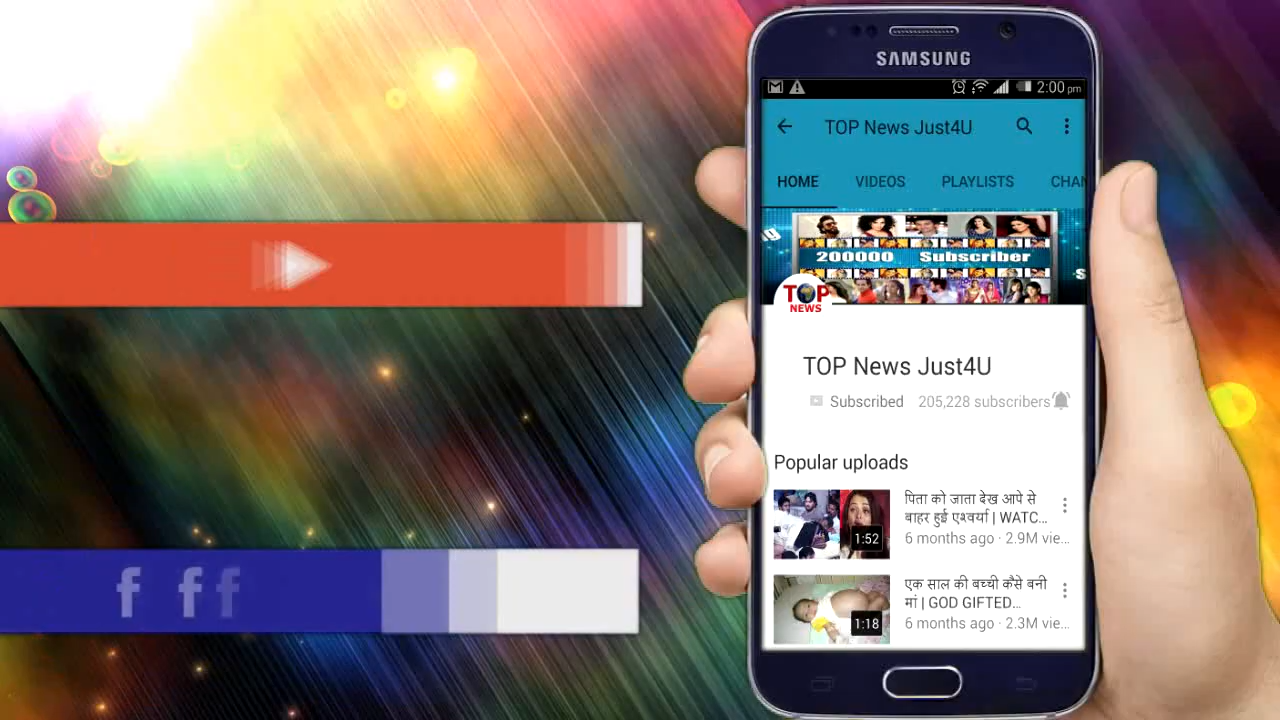 SAMSUNG
2:00 pm
TOP News Just4U
HOME VIDEOS PLAYLISTS CHAN
200000 Subscriber
TOP
NEWS
TOP News Just4U
Subscribed 205,228 subscribers
Popular uploads
पिता को जाता देख आपे से
बाहर हुई एश्वर्या | WATC...
1:52
6 months ago · 2.9M vie...
एक साल की बच्ची कैसे बनी
मां | GOD GIFTED...
1:18
6 months ago · 2.3M vie...
f f f